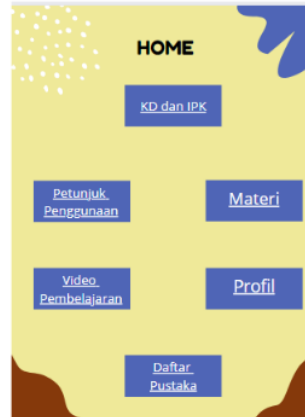 HOME
KD dan IPK
Petunjuk
Penggunaan
Materi
Video
Pembelajaran
Profil
Daftar
Pustaka